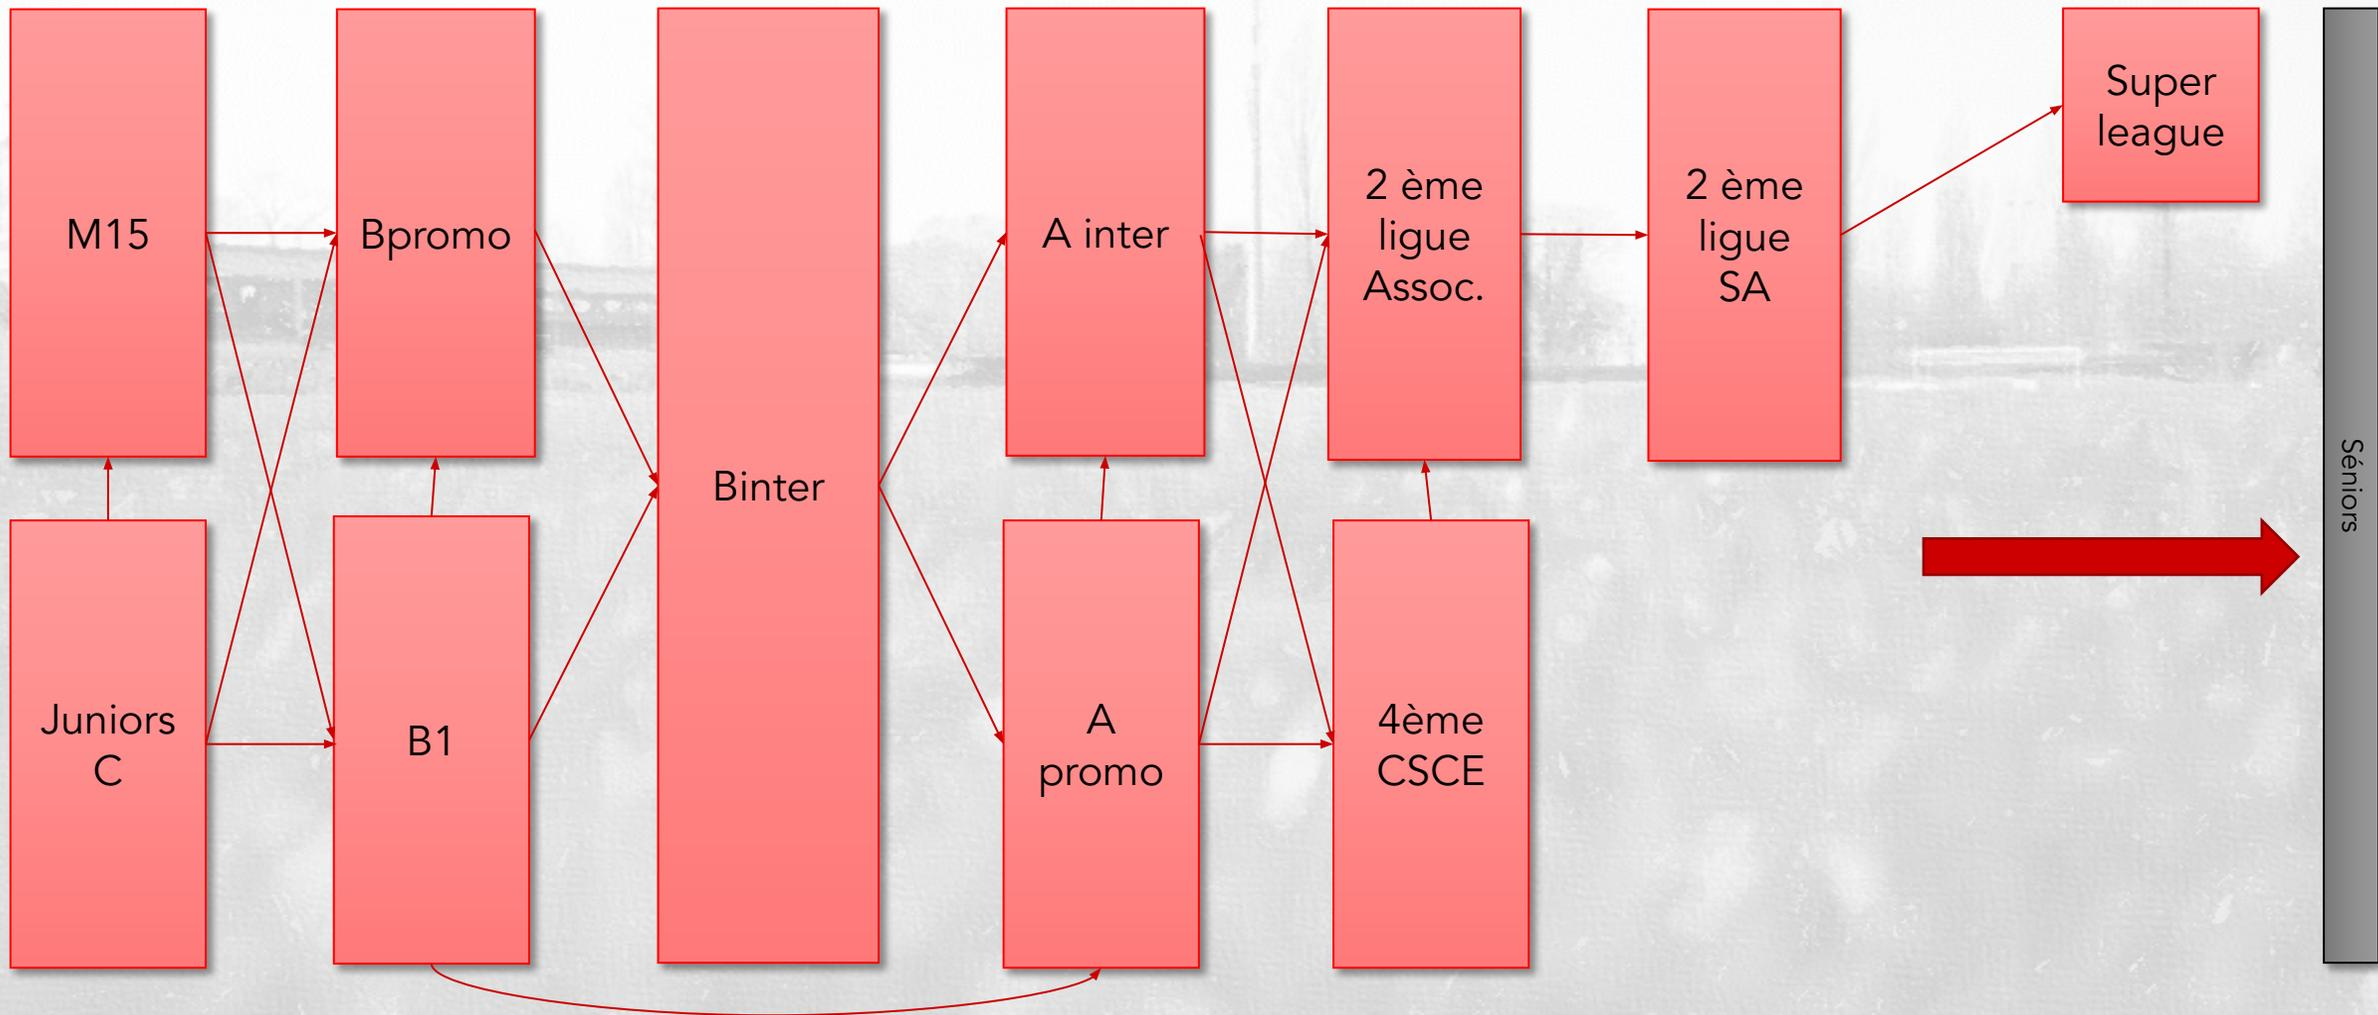 M15
Bpromo
Binter
A inter
2 ème
ligue
Assoc.
2 ème
ligue
SA
Super
league
Juniors
C
B1
A
promo
4ème
CSCE
Séniors